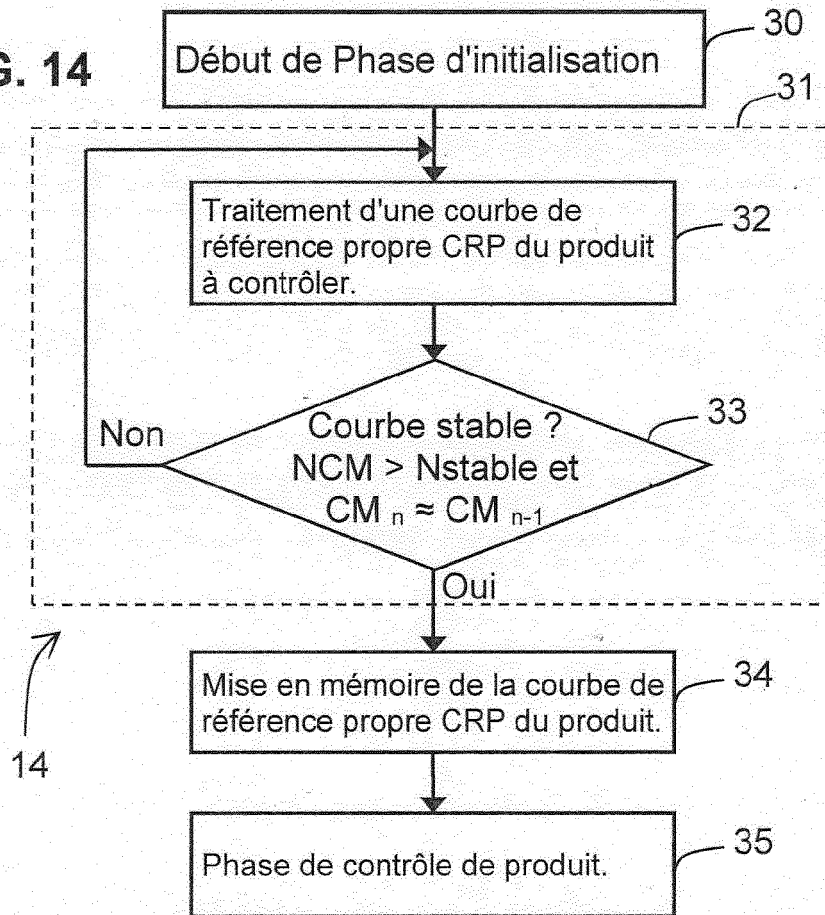 G. 14
Début de Phase d'initialisation
30
31
Traitement d'une courbe de
référence propre CRP du produit
à contrôler.
32
Non
Courbe stable ?
NCM > Nstable et
CM n ≈ CM n-1
33
Oui
Mise en mémoire de la courbe de
référence propre CRP du produit.
34
14
Phase de contrôle de produit.
35